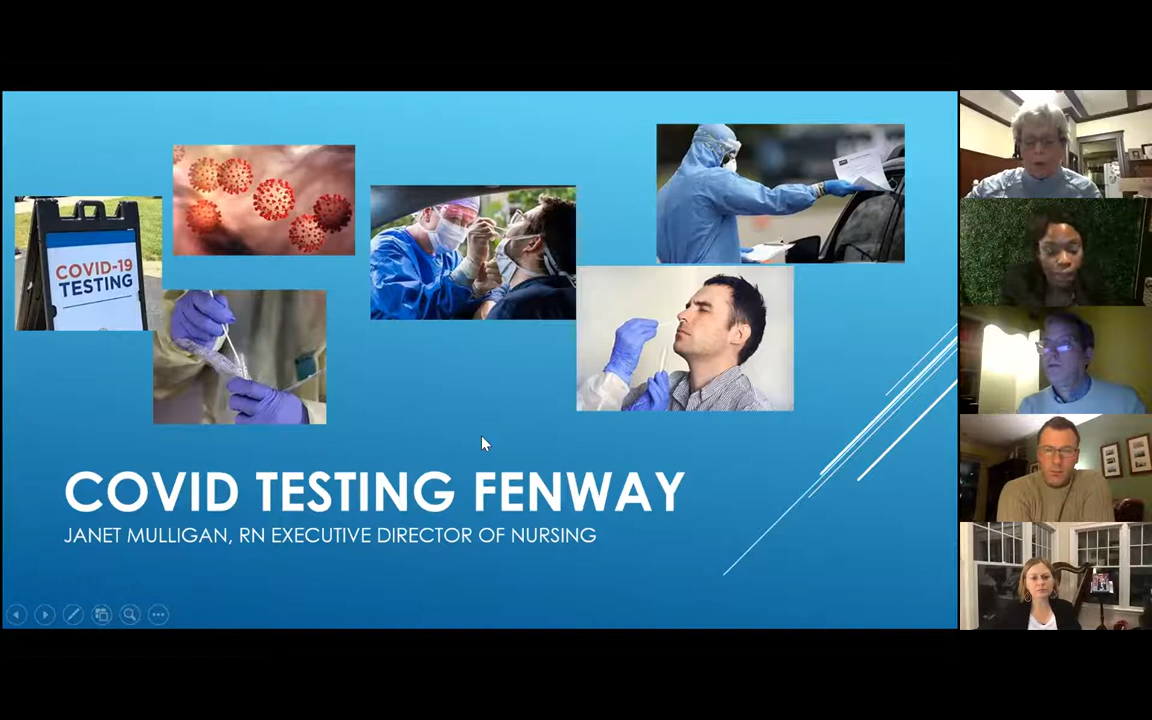 COVID-19
TESTING
COVID TESTING FENWAY
JANET MULLIGAN, RN EXECUTIVE DIRECTOR OF NURSING